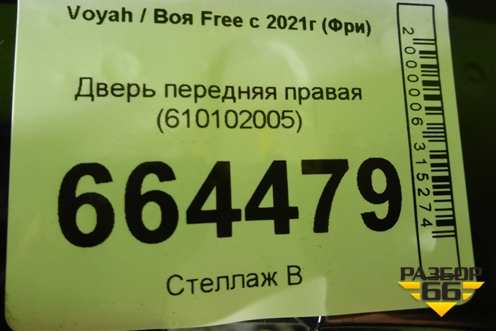 Voyah / Воя Free с 2021г (Фри)
Дверь передняя правая
(610102005)
664479
Стеллаж В
2000006315274
РАЗБОР
66